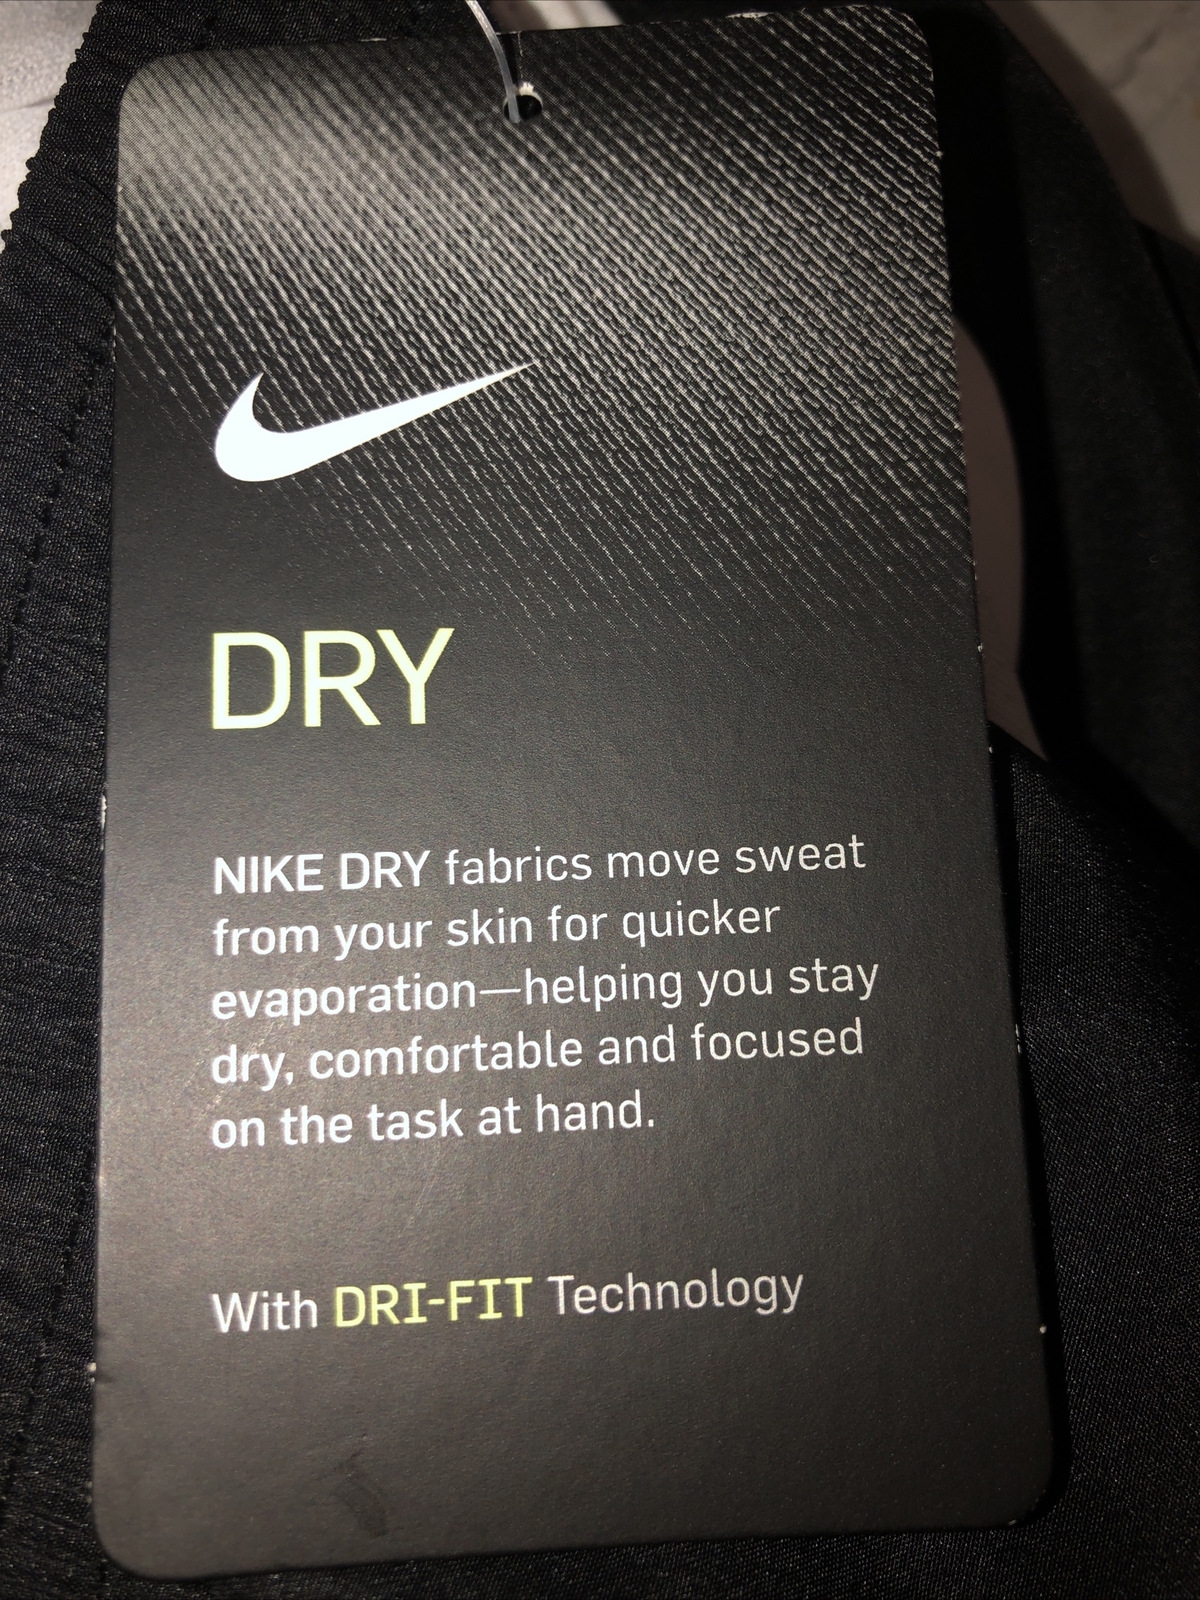 DRY
NIKE DRY fabrics move sweat
from your skin for quicker
evaporation—helping you stay
dry, comfortable and focused
on the task at hand.
With DRI-FIT Technology